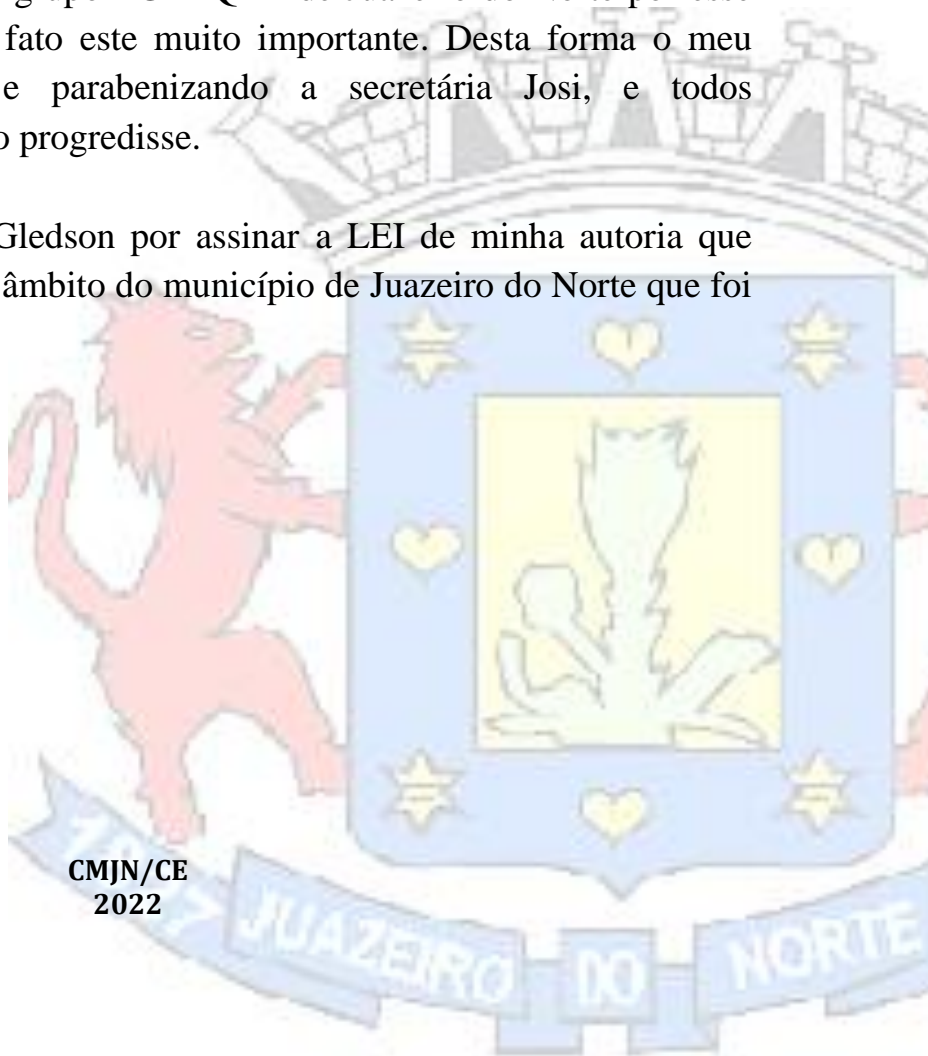 fato este muito importante. Desta forma o meu
e parabenizando a secretária Josi, e todos
o progredisse.
Gledson por assinar a LEI de minha autoria que
âmbito do município de Juazeiro do Norte que foi
CMJN/CE
2022
JUAZEIRO DO NORTE